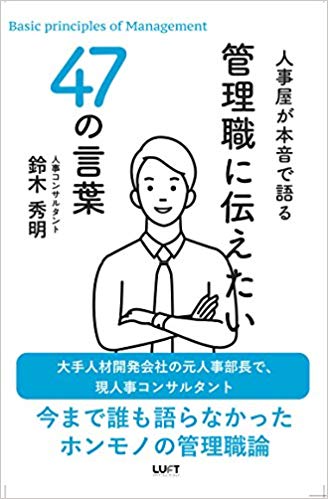 Basic principles of Management
人事屋が本音で語る
管理職に伝えたい
47の言葉
人事コンサルタント
鈴木 秀明
大手人材開発会社の元人事部長で、
現人事コンサルタント
今まで誰も語らなかった
ホンモノの管理職論
LUFT